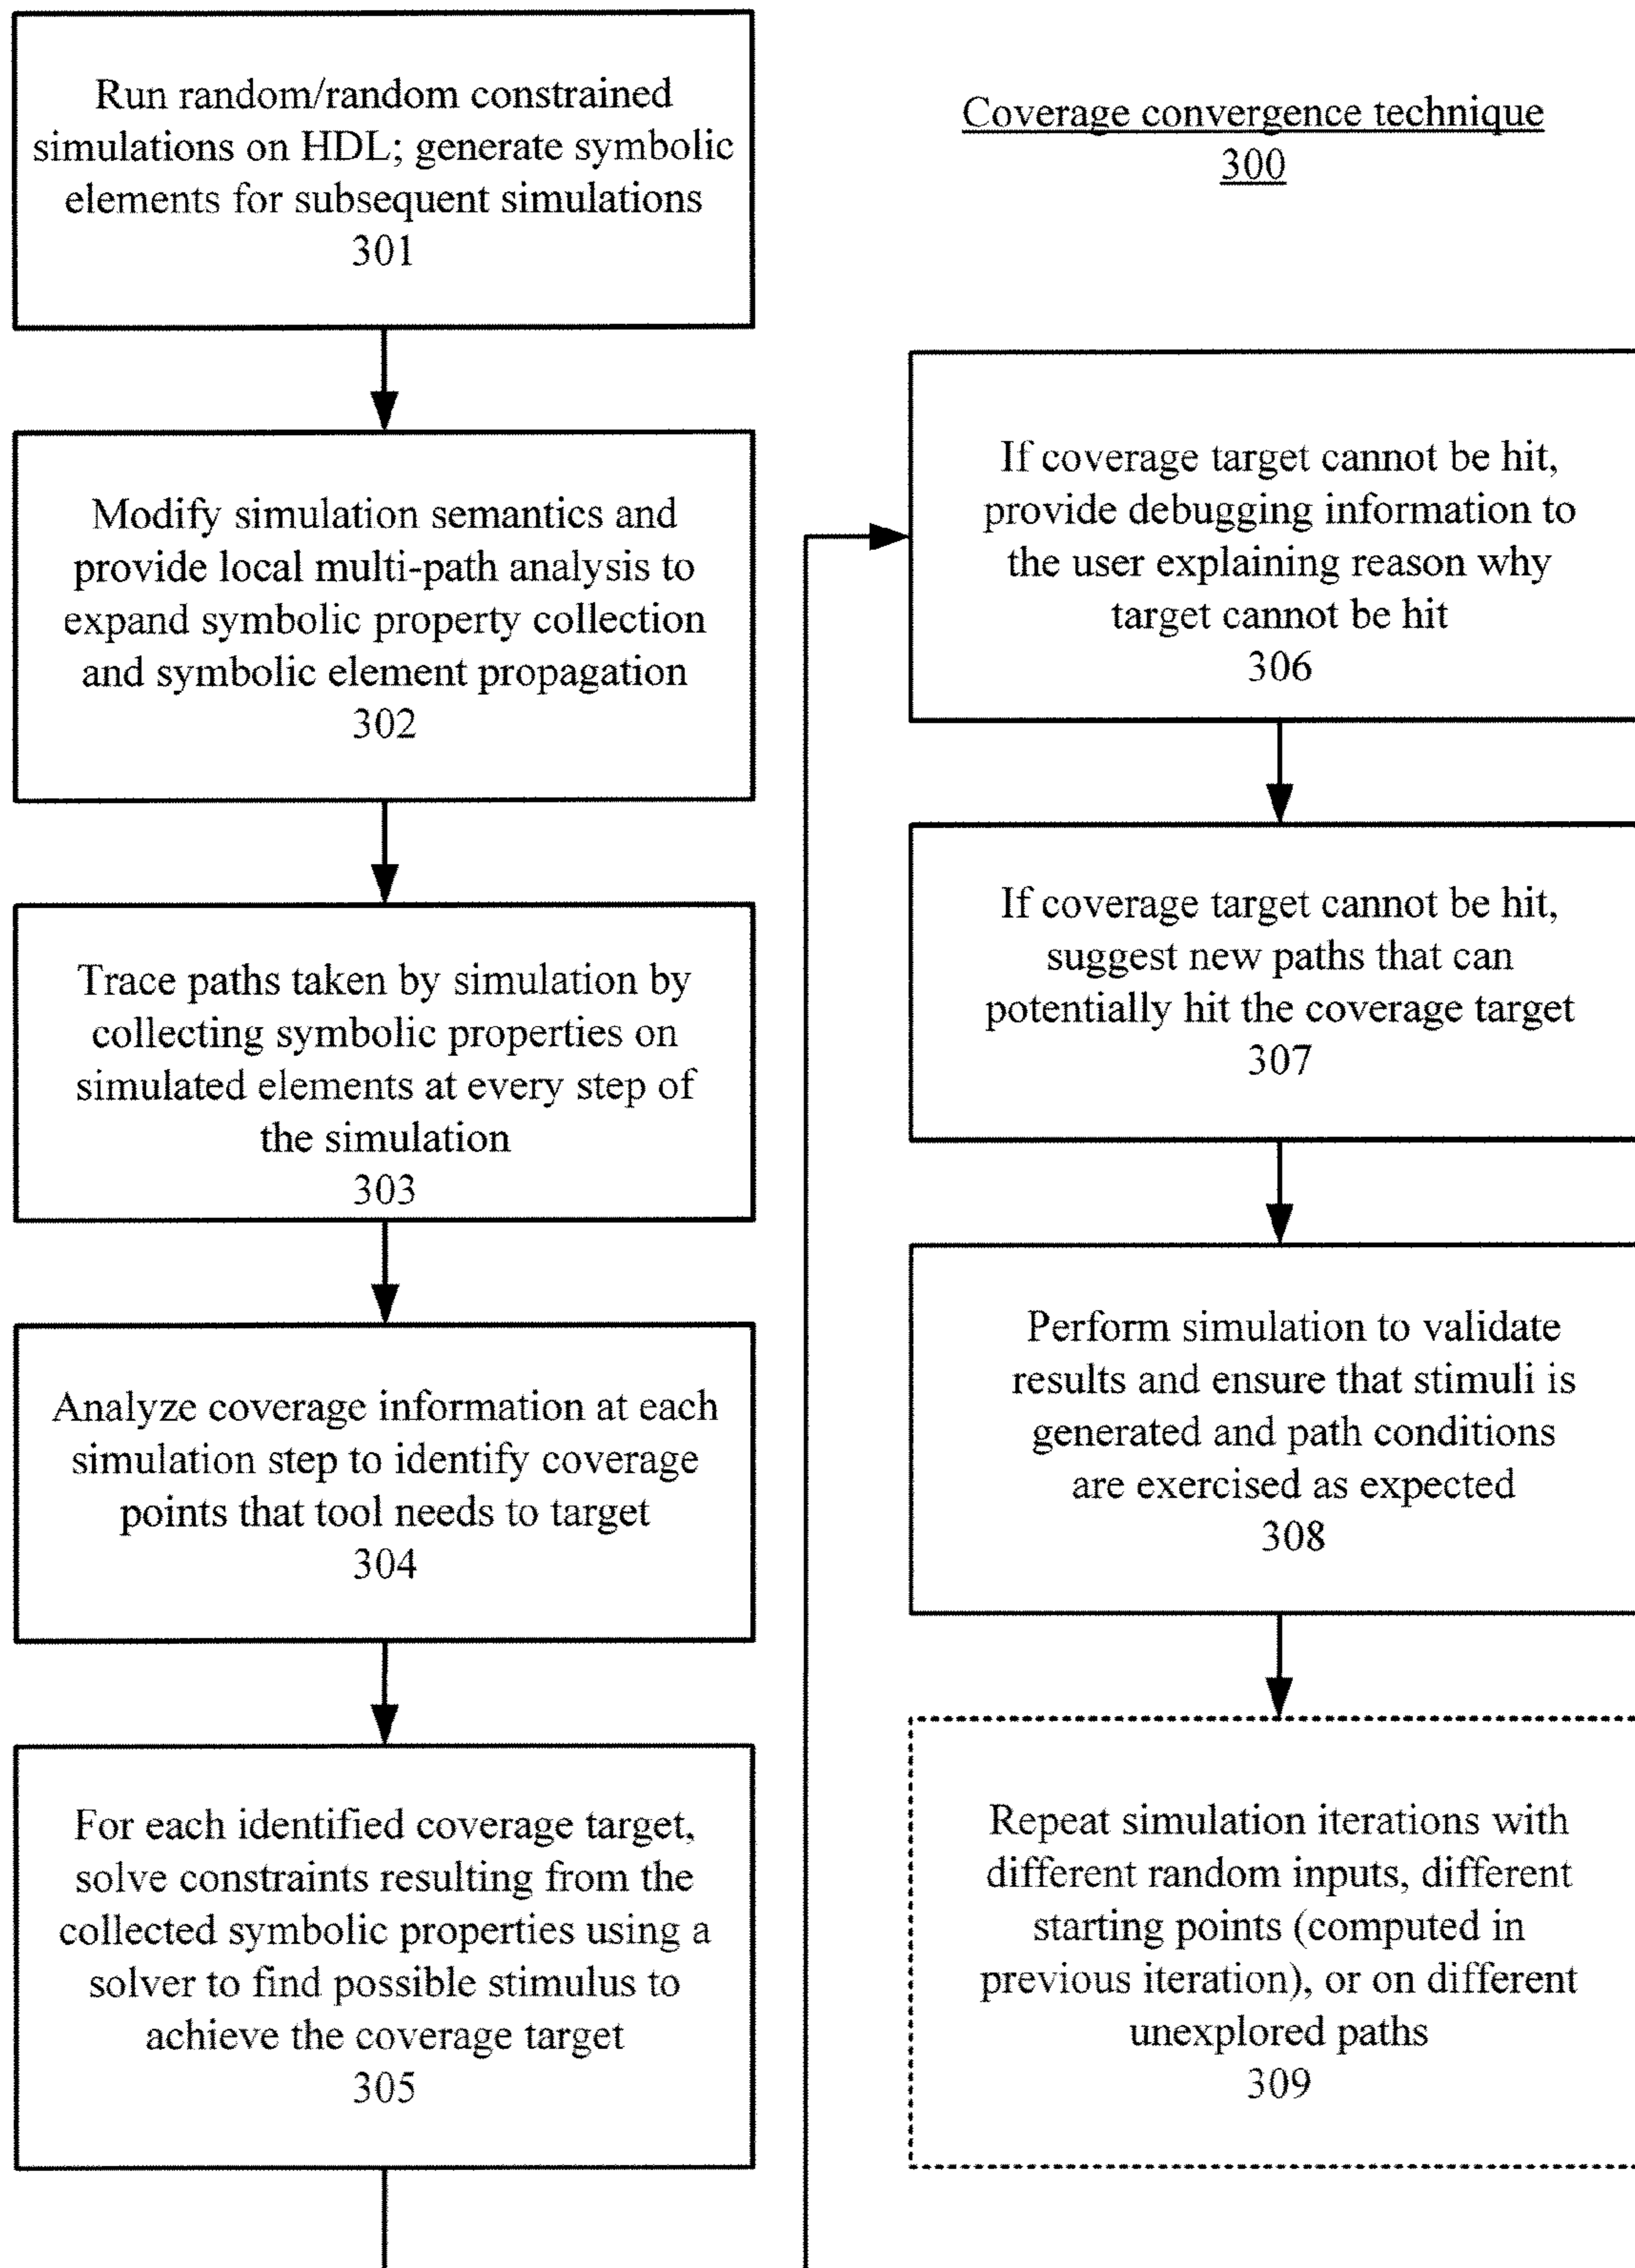 Run random/random constrained
simulations on HDL; generate symbolic
elements for subsequent simulations
301
Modify simulation semantics and
provide local multi-path analysis to
expand symbolic property collection
and symbolic element propagation
302
Trace paths taken by simulation by
collecting symbolic properties on
simulated elements at every step of
the simulation
303
Analyze coverage information at each
simulation step to identify coverage
points that tool needs to target
304
For each identified coverage target,
solve constraints resulting from the
collected symbolic properties using a
solver to find possible stimulus to
achieve the coverage target
305
Coverage convergence technique
300
If coverage target cannot be hit,
provide debugging information to
the user explaining reason why
target cannot be hit
306
If coverage target cannot be hit,
suggest new paths that can
potentially hit the coverage target
307
Perform simulation to validate
results and ensure that stimuli is
generated and path conditions
are exercised as expected
308
Repeat simulation iterations with
different random inputs, different
starting points (computed in
previous iteration), or on different
unexplored paths
309